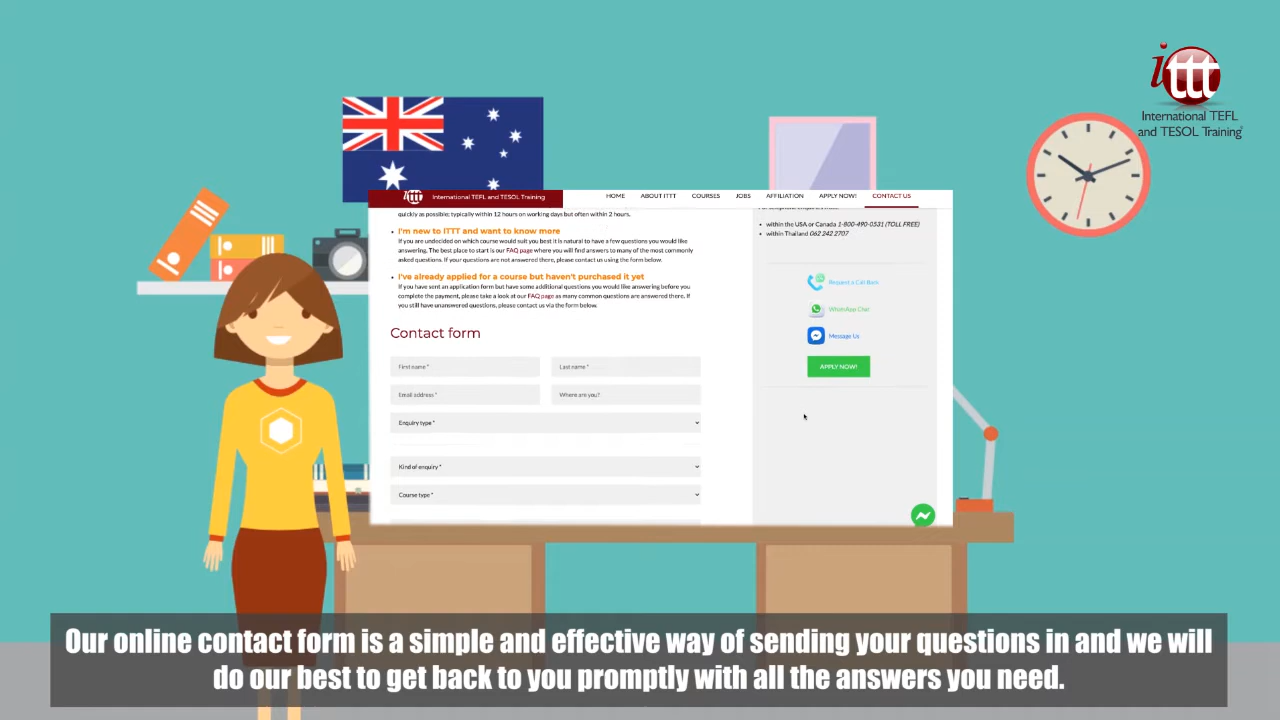 ittt
International TEFL
and TESOL Training
ittt International TEFL and TESOL Training
HOME ABOUT ITTT COURSES JOBS AFFILIATION APPLY NOW! CONTACT US
quickly as possible; typically within 12 hours on working days but often within 2 hours.
I'm new to ITTT and want to know more
If you are undecided on which course would suit you best it is natural to have a few questions you would like
answering. The best place to start is our FAQ page where you will find answers to many of the most commonly
asked questions. If your questions are not answered there, please contact us using the form below.
I've already applied for a course but haven't purchased it yet
If you have sent an application form but have some additional questions you would like answering before you
complete the payment, please take a look at our FAQ page as many common questions are answered there. If
you still have unanswered questions, please contact us via the form below.
Contact form
First name * Last name *
Email address * Where are you?
Enquiry type *
Kind of enquiry *
Course type *
within the USA or Canada 1-800-490-0531 (TOLL FREE)
within Thailand 062 242 2707
Request a Call Back
WhatsApp Chat
Message Us
APPLY NOW!
Our online contact form is a simple and effective way of sending your questions in and we will
do our best to get back to you promptly with all the answers you need.